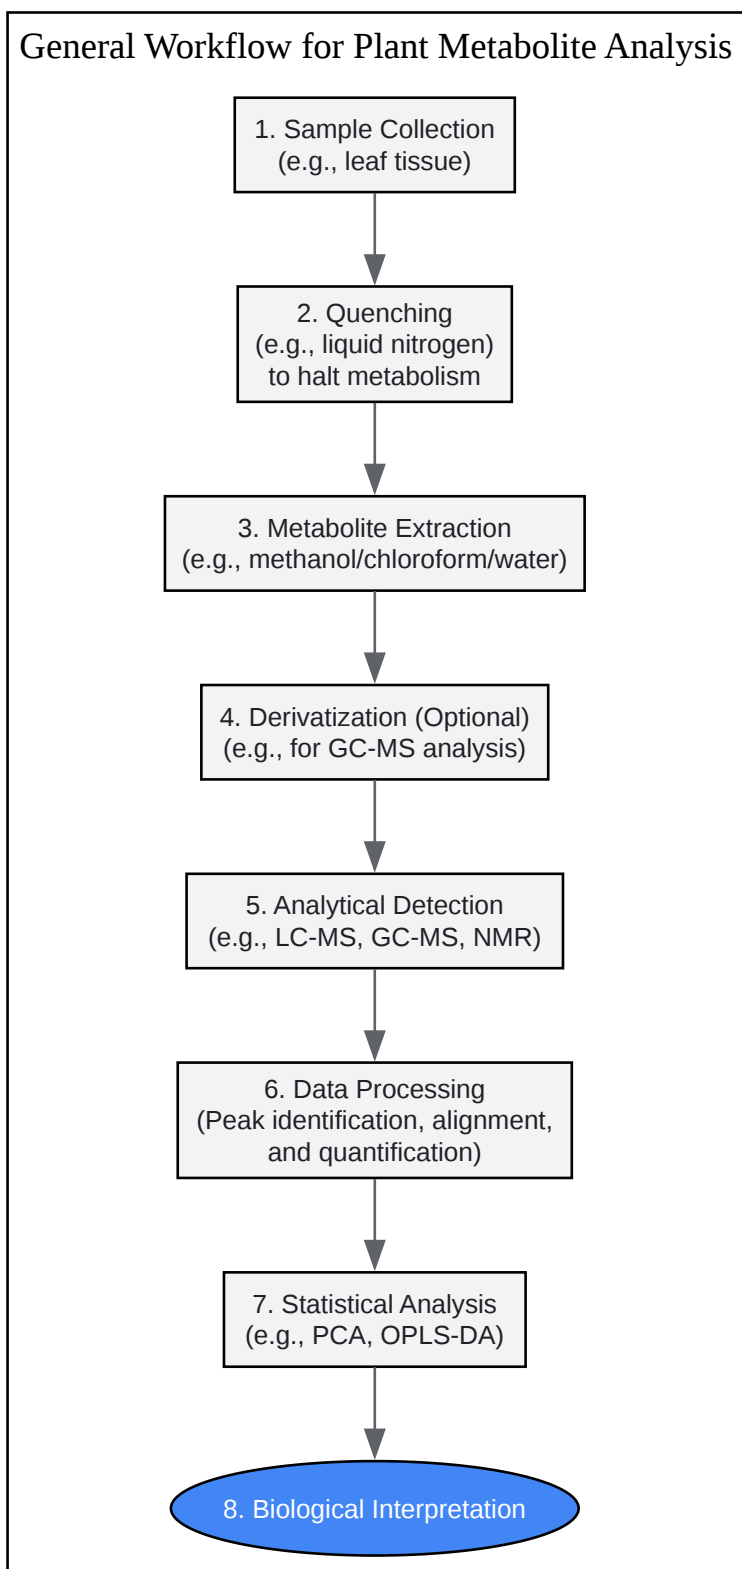 General Workflow for Plant Metabolite Analysis
1. Sample Collection
(e.g., leaf tissue)
2. Quenching
(e.g., liquid nitrogen)
to halt metabolism
3. Metabolite Extraction
(e.g., methanol/chloroform/water)
4. Derivatization (Optional)
(e.g., for GC-MS analysis)
5. Analytical Detection
(e.g., LC-MS, GC-MS, NMR)
6. Data Processing
(Peak identification, alignment,
and quantification)
7. Statistical Analysis
(e.g., PCA, OPLS-DA)
8. Biological Interpretation